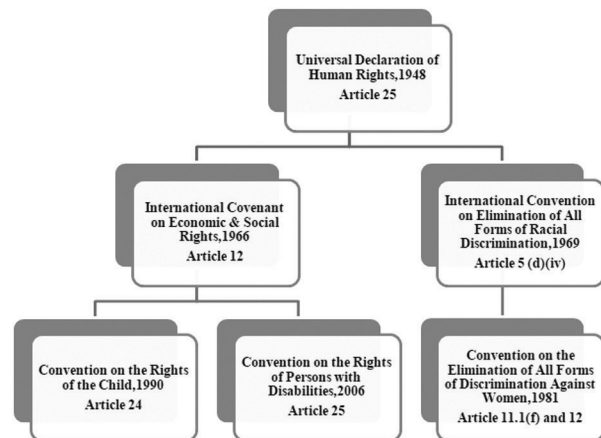 Universal Declaration of
Human Rights,1948
Article 25
International Covenant
on Economic & Social
Rights,1966
Article 12
International Convention
on Elimination of All
Forms of Racial
Discrimination,1969
Article 5 (d)(iv)
Convention on the Rights
of the Child,1990
Article 24
Convention on the Rights
of Persons with
Disabilities,2006
Article 25
Convention on the
Elimination of All Forms
of Discrimination Against
Women,1981
Article 11.1(f) and 12